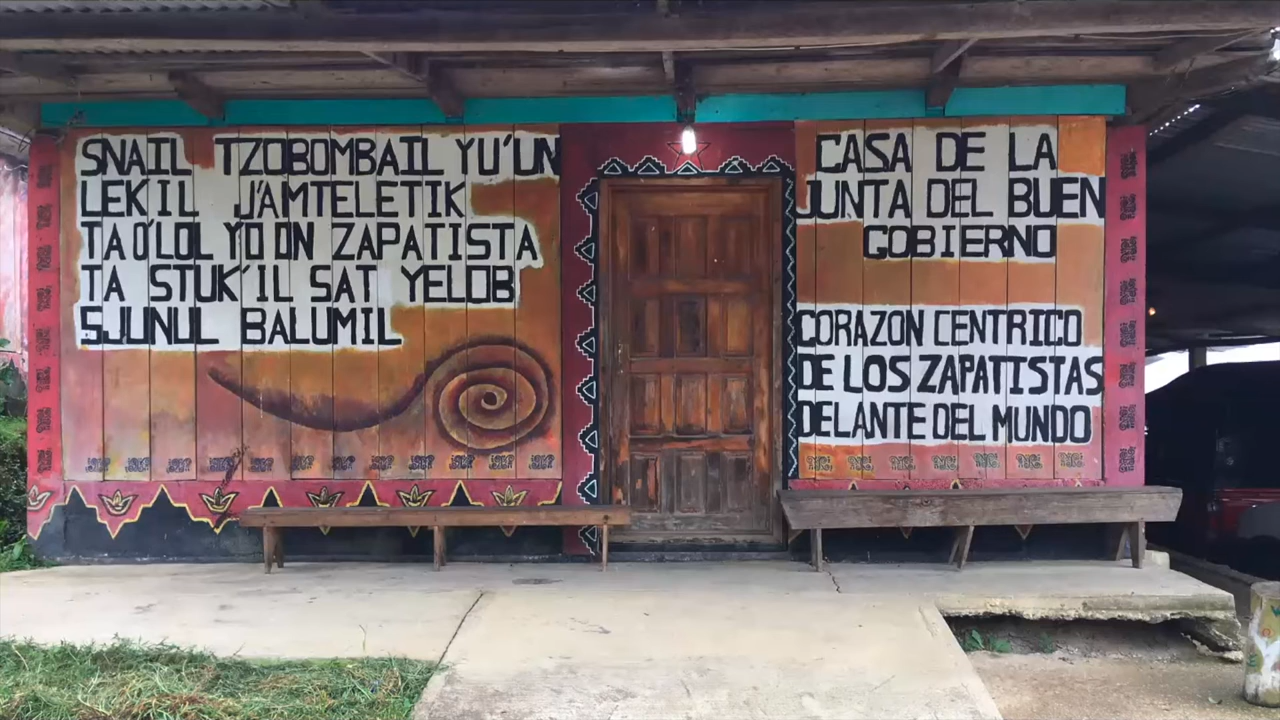 SNAIL TZOBOMBAIL YU'UN
LEKIL J'AMTELETIK
TA O'LOL YO'ON ZAPATISTA
TA STUK'IL SAT YELOB
SJUNUL BALUMIL
CASA DE LA
JUNTA DEL BUEN
GOBIERNO
CORAZON CENTRICO
DE LOS ZAPATISTAS
DELANTE DEL MUNDO